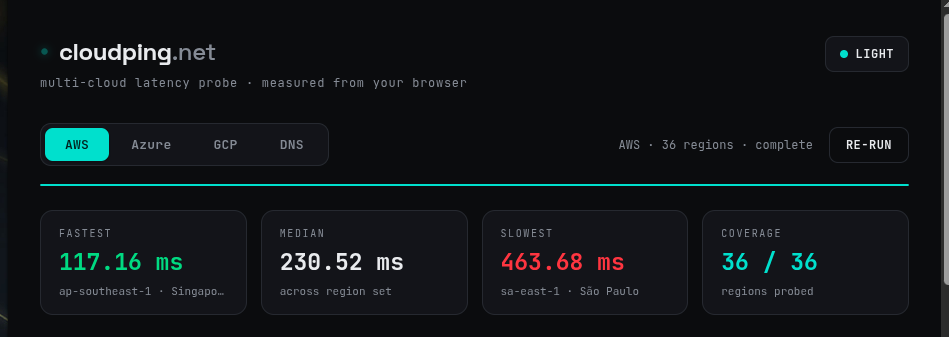 cloudping.net
LIGHT
multi-cloud latency probe · measured from your browser
AWS Azure GCP DNS
AWS · 36 regions · complete
RE-RUN
FASTEST
117.16 ms
ap-southeast-1 · Singapo…
MEDIAN
230.52 ms
across region set
SLOWEST
463.68 ms
sa-east-1 · São Paulo
COVERAGE
36 / 36
regions probed